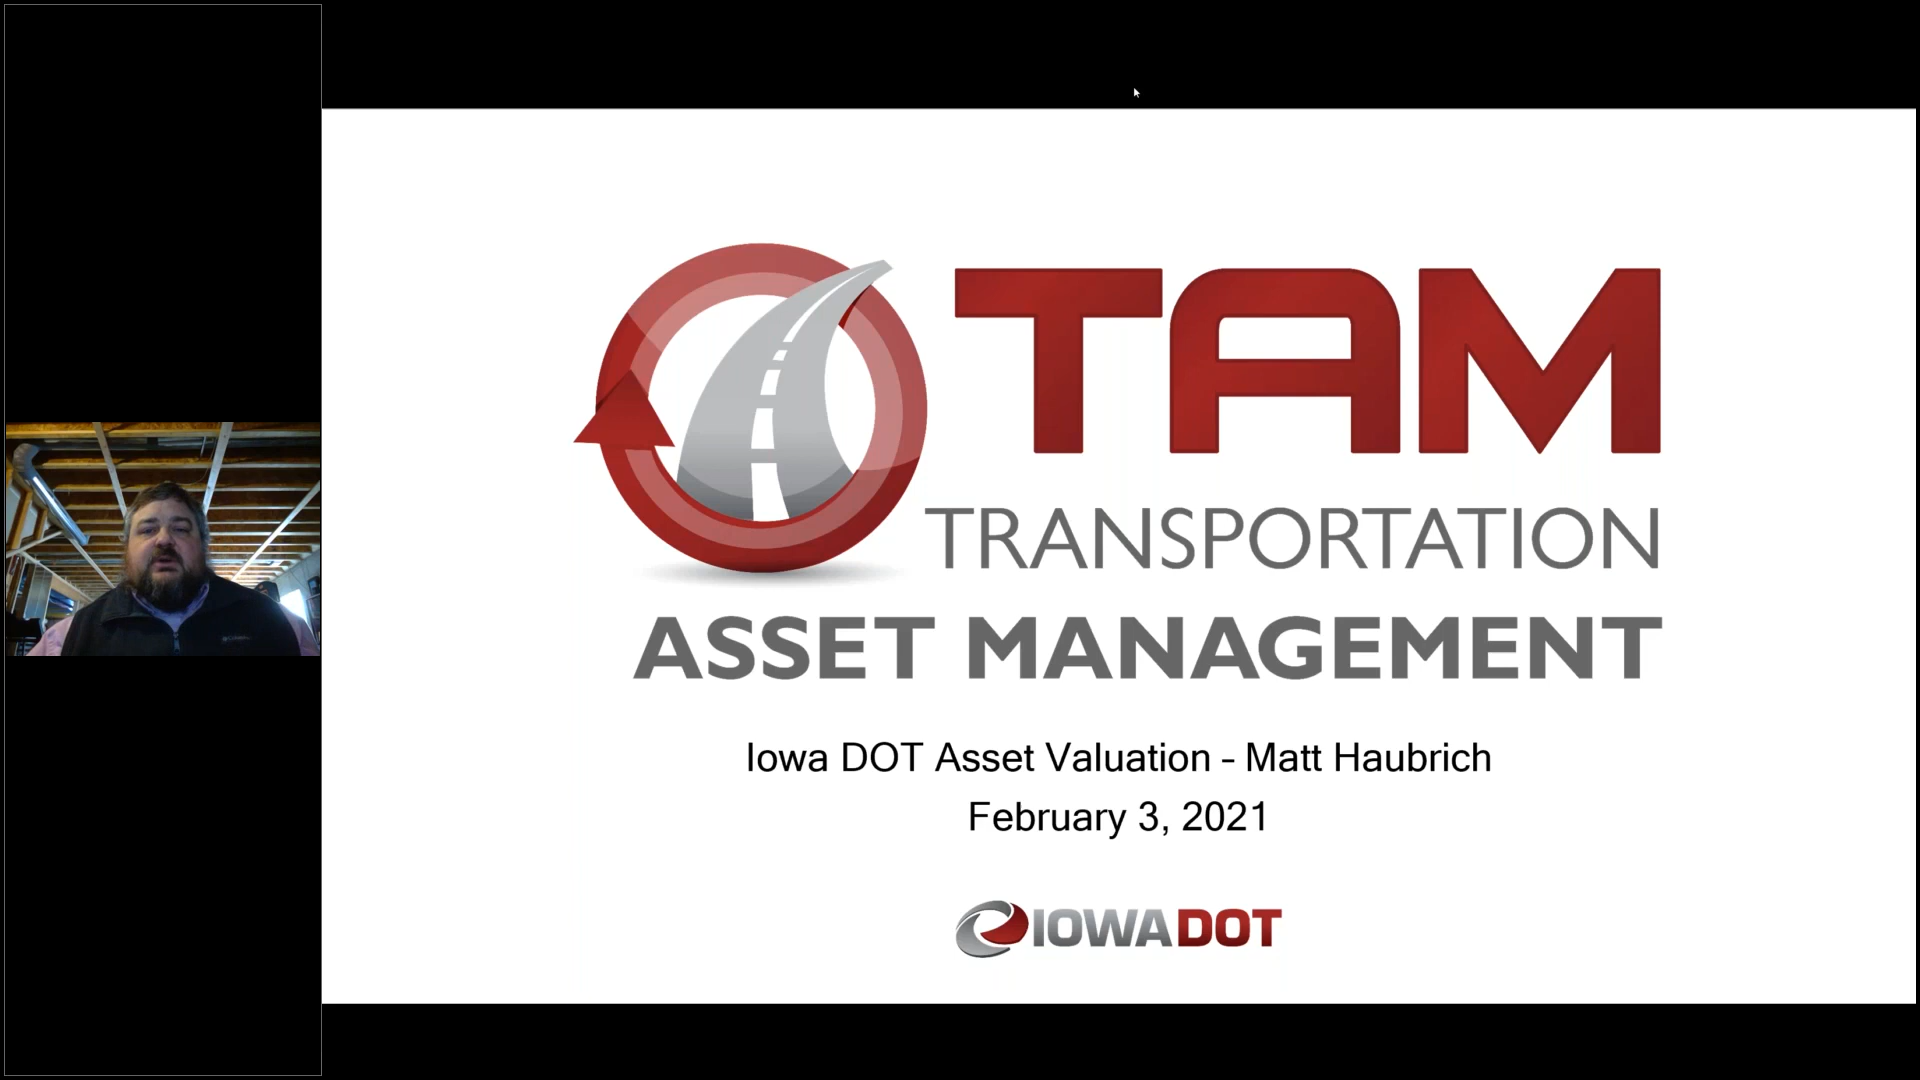 TAM
TRANSPORTATION
ASSET MANAGEMENT
Iowa DOT Asset Valuation - Matt Haubrich
February 3, 2021
IOWADOT